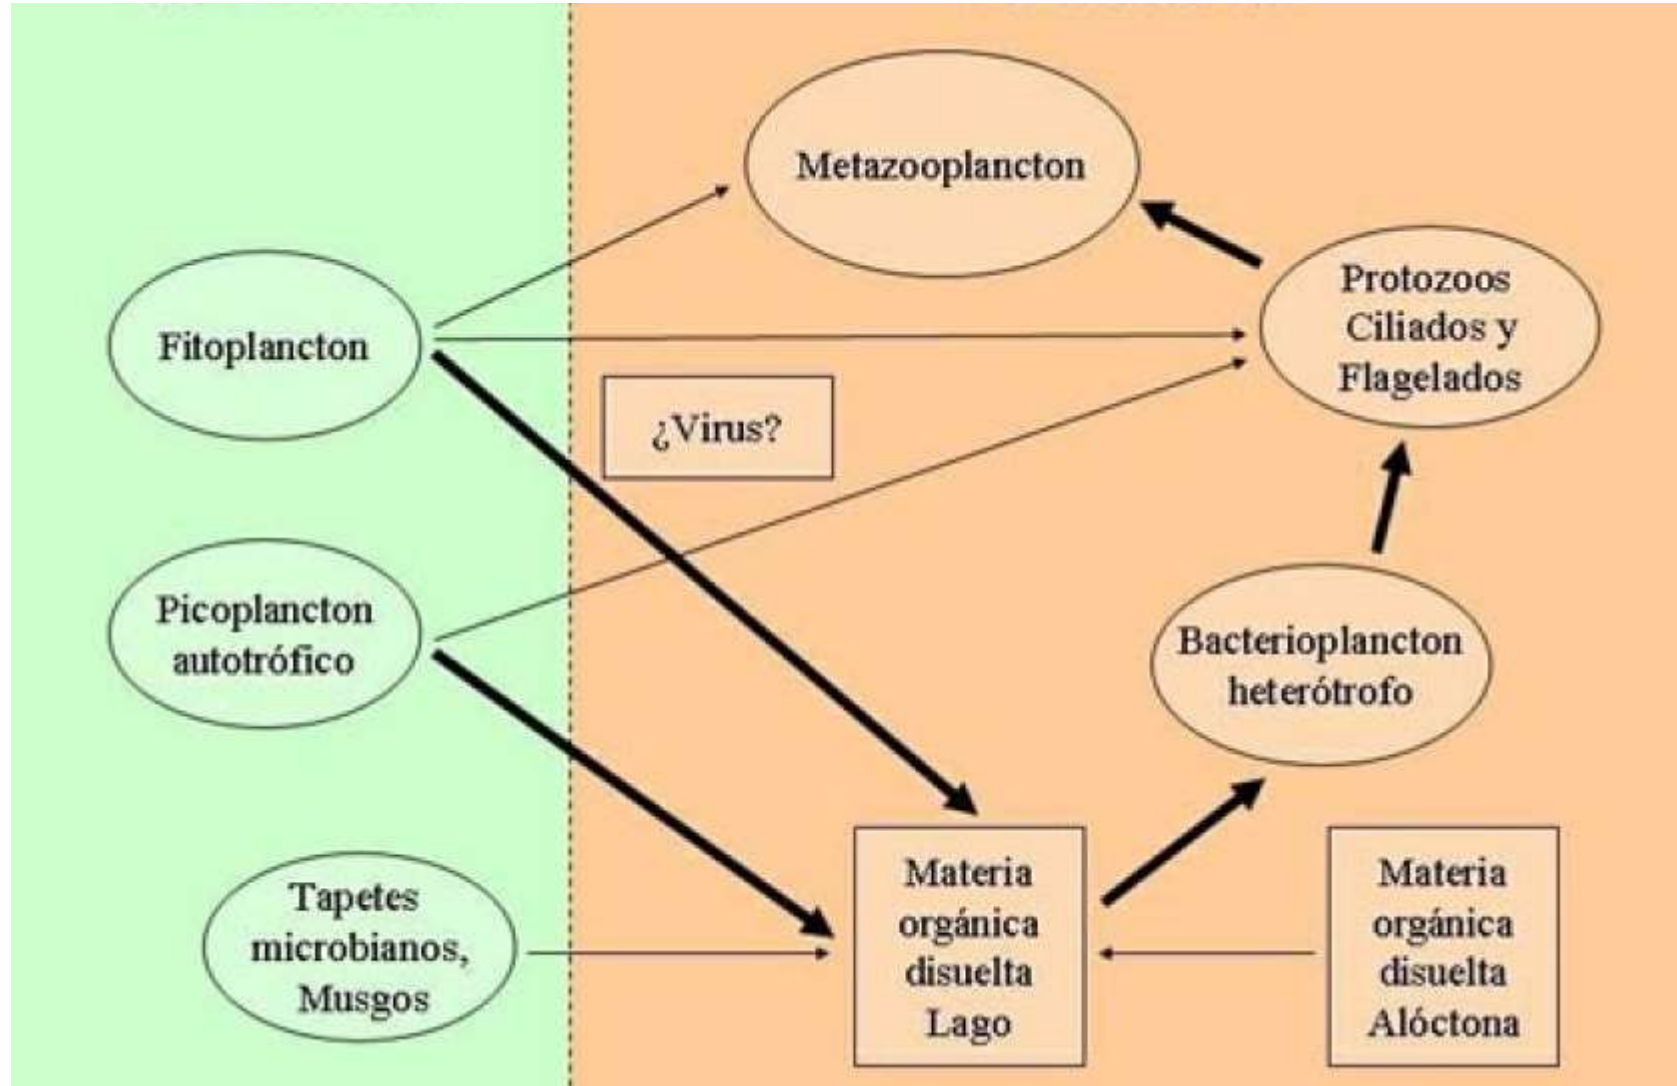 Metazooplancton
Fitoplancton
Protozoos
Ciliados y
Flagelados
¿Virus?
Picoplancton
autotrófico
Bacterioplancton
heterótrofo
Tapetes
microbianos,
Musgos
Materia
orgánica
disuelta
Lago
Materia
orgánica
disuelta
Alóctona